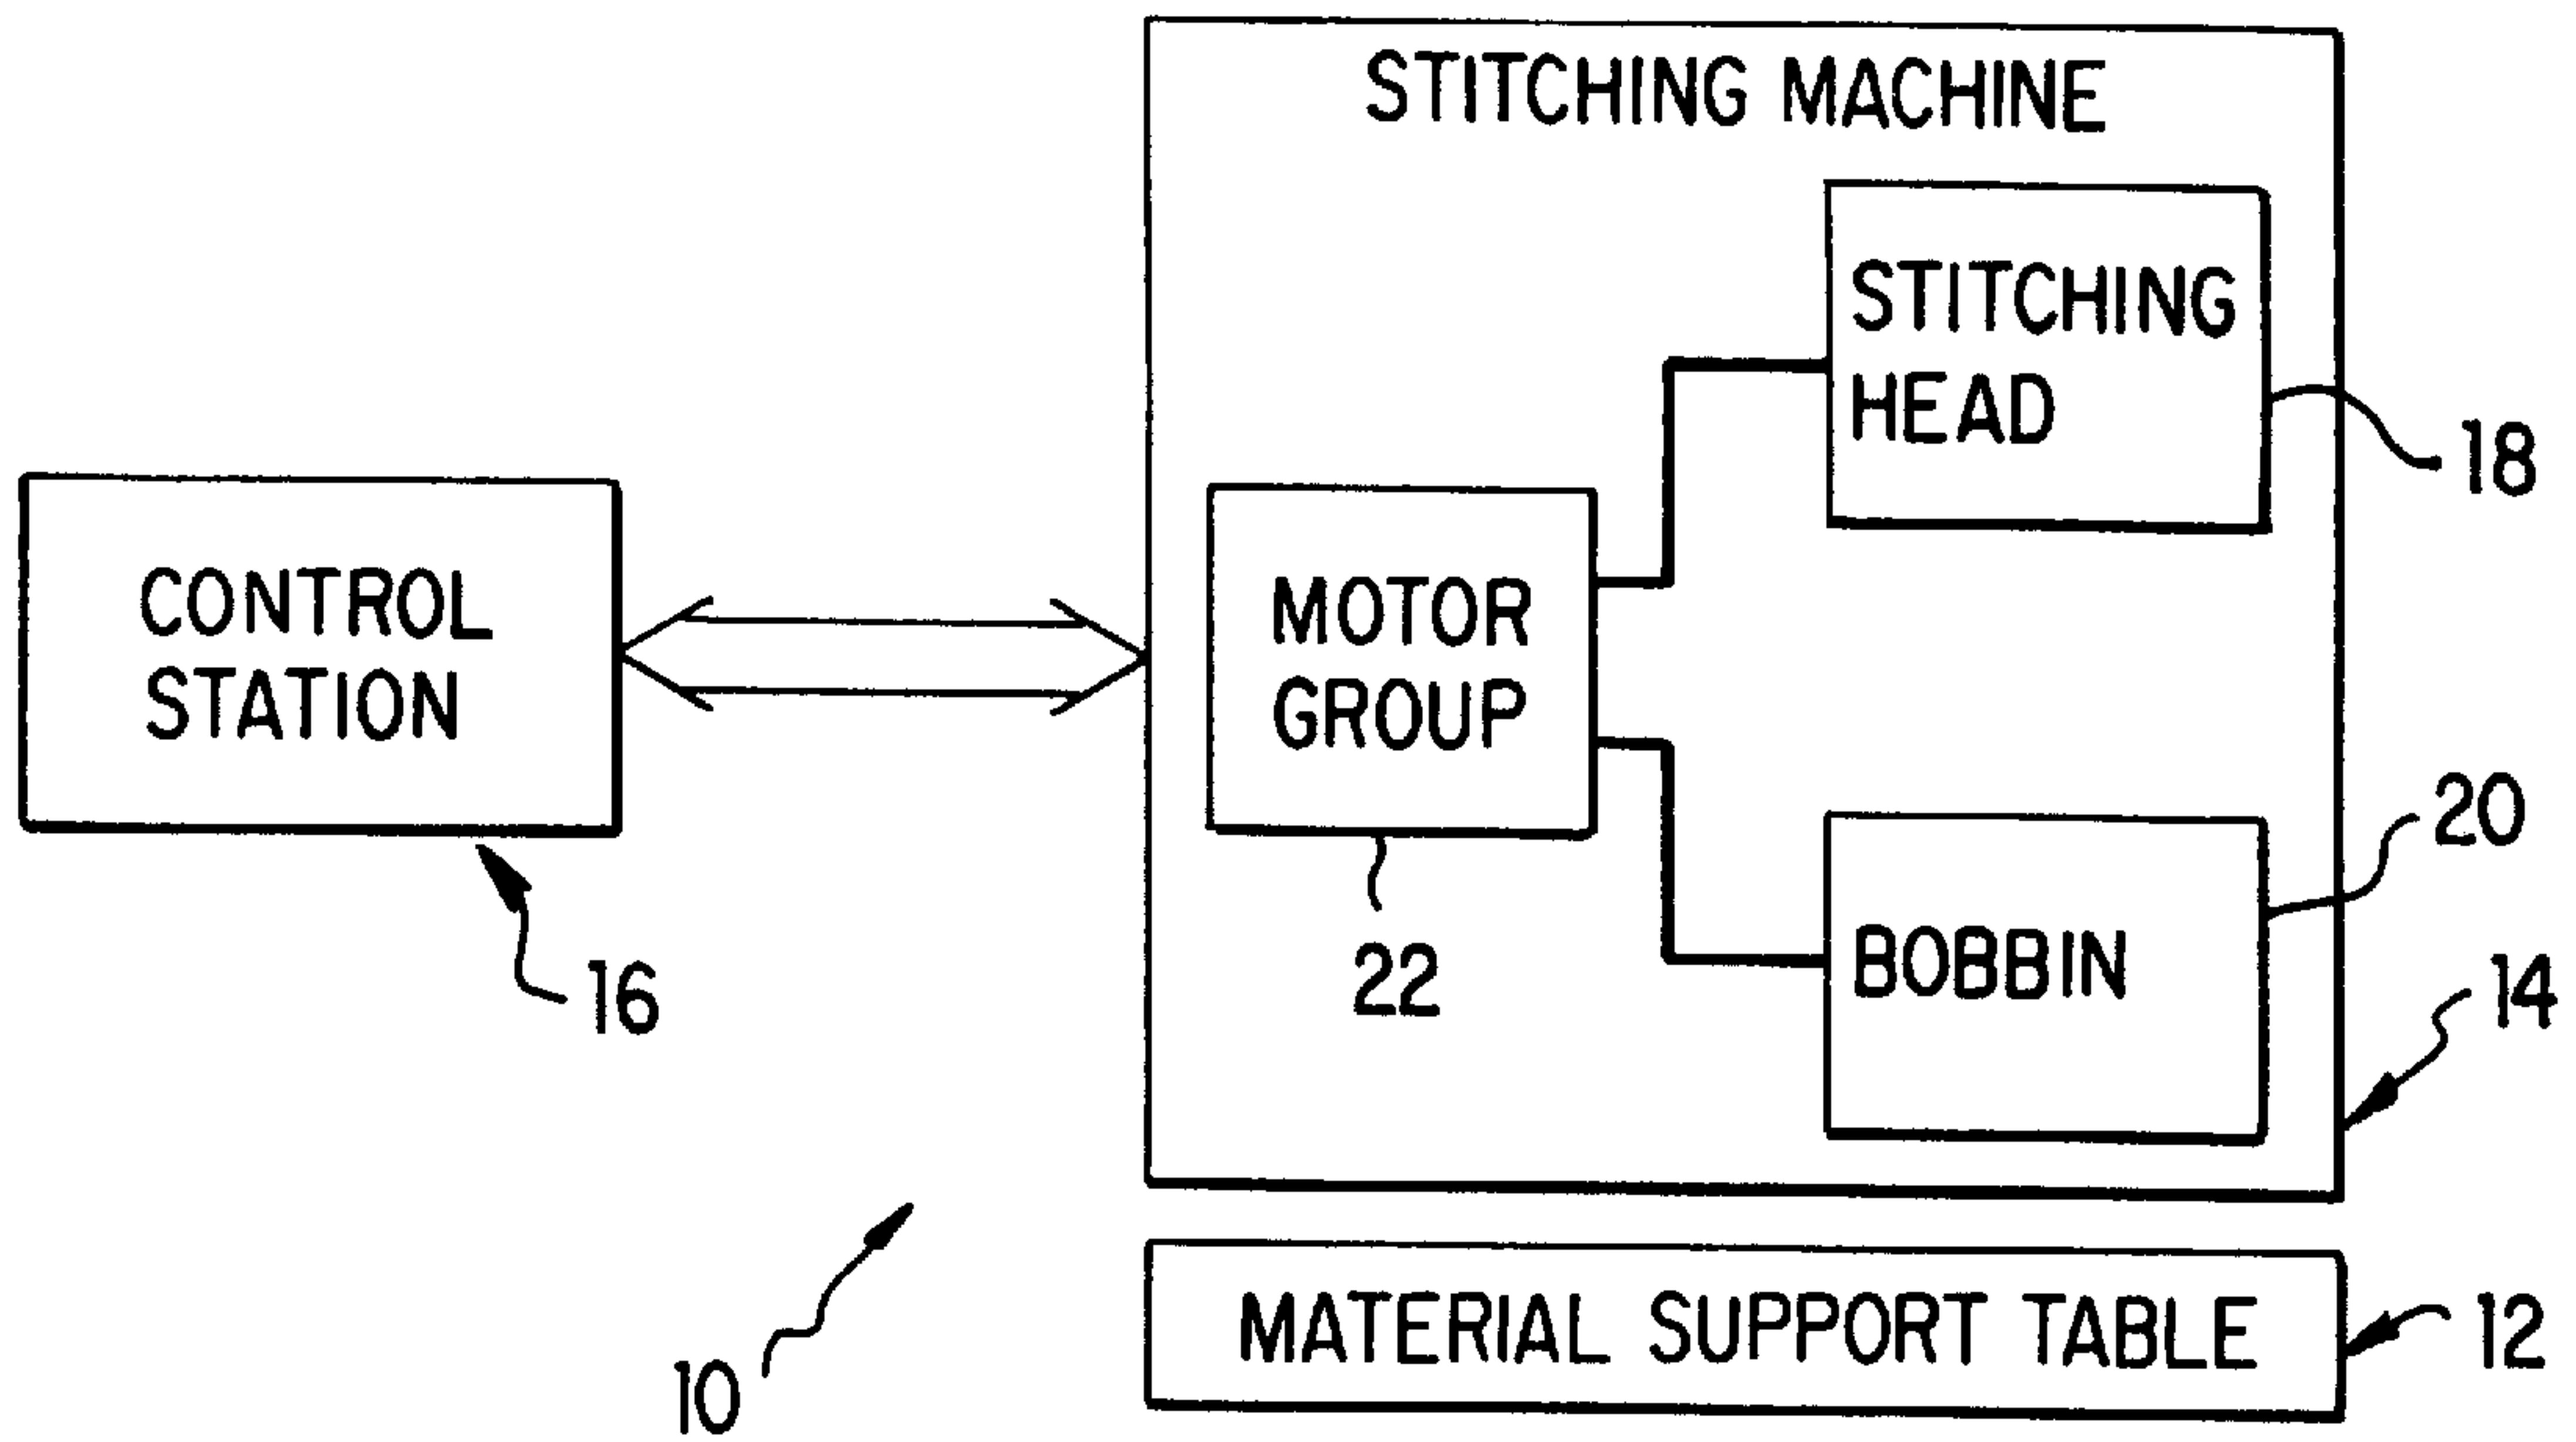 STITCHING MACHINE
STITCHING
HEAD
18
CONTROL
STATION
16
MOTOR
GROUP
22
BOBBIN
20
14
10
MATERIAL SUPPORT TABLE
12